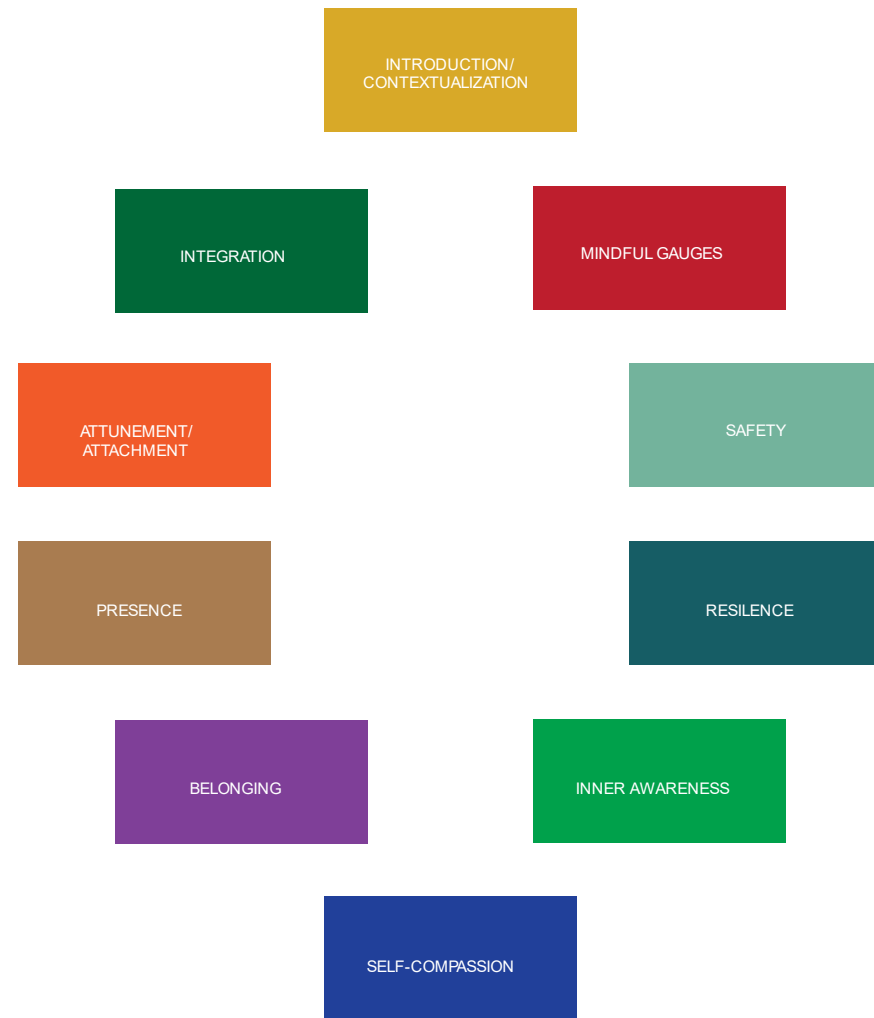 INTRODUCTION/
CONTEXTUALIZATION
INTEGRATION
MINDFUL GAUGES
ATTUNEMENT/
ATTACHMENT
SAFETY
PRESENCE
RESILENCE
BELONGING
INNER AWARENESS
SELF-COMPASSION